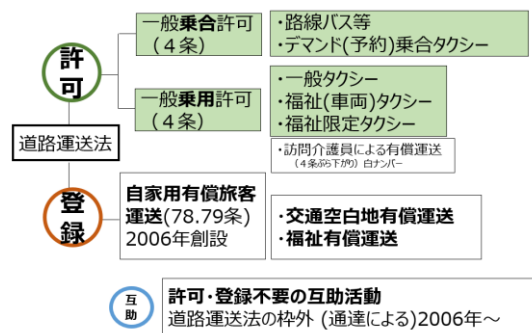 一般乗合許可
(４条)
・路線バス等
・デマンド(予約)乗合タクシー
許可
一般乗用許可
(４条)
・一般タクシー
・福祉(車両)タクシー
・福祉限定タクシー
道路運送法
・訪問介護員による有償運送
(４条ぶら下がり) 白ナンバー
登録
自家用有償旅客
運送(78.79条)
2006年創設
・交通空白地有償運送
・福祉有償運送
互助
許可・登録不要の互助活動
道路運送法の枠外 (通達による)2006年～